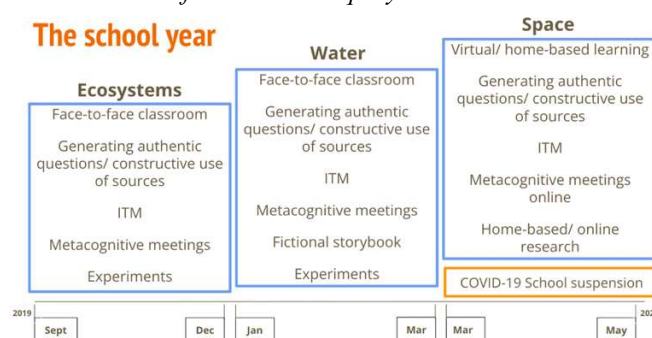 The school year
Ecosystems
Face-to-face classroom
Generating authentic
questions/ constructive use
of sources
ITM
Metacognitive meetings
Experiments
Water
Face-to-face classroom
Generating authentic
questions/ constructive use
of sources
ITM
Metacognitive meetings
Fictional storybook
Experiments
Space
Virtual/ home-based learning
Generating authentic
questions/ constructive use
of sources
ITM
Metacognitive meetings
online
Home-based/ online
research
COVID-19 School suspension
2019
Sept
Dec
Jan
Mar
Mar
May